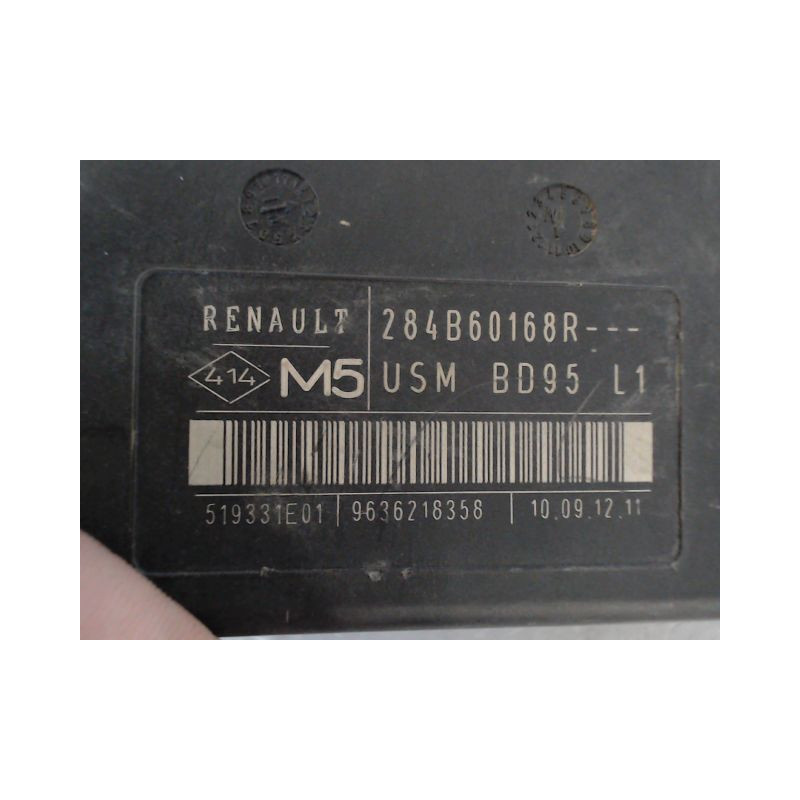 RENAULT 284B60168R---
414 M5 USM BD95 L1
519331E01 9636218358 10.09.12.11